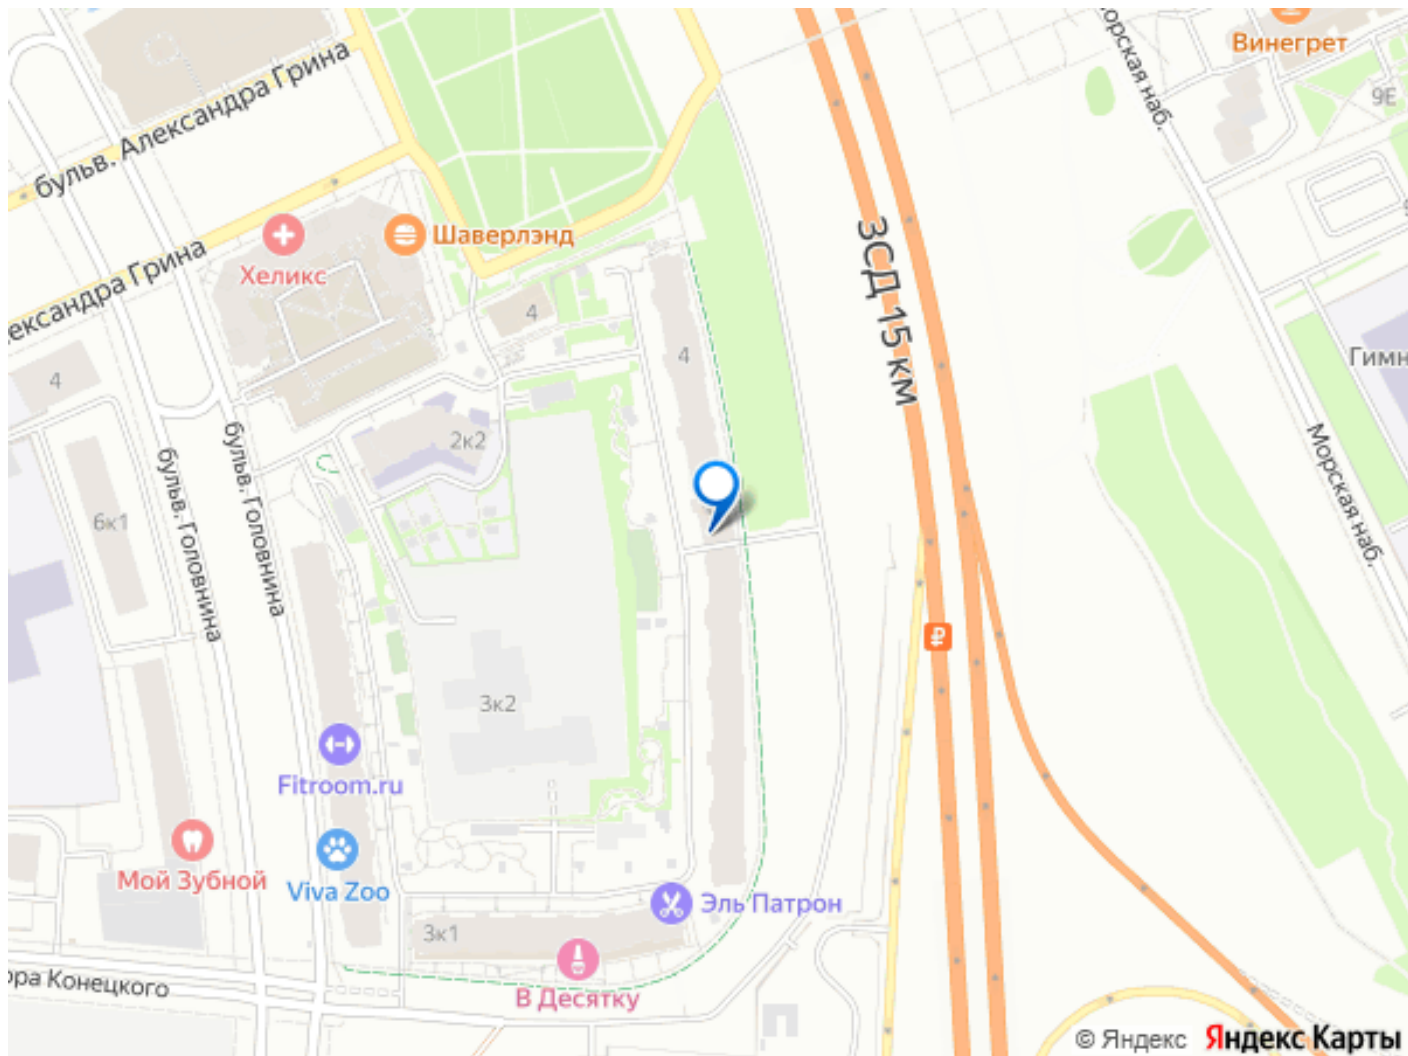 Винегрет
орская наб.
9Е
бульв. Александра Грина
Шаверлэнд
Хеликс
ександра Грина
ЗСД 15 км
4
4
4
Гимн
2к2
бульв. Головнина
бульв. Головнина
Морская наб.
6к1
3к2
Fitroom.ru
Мой Зубной
Viva Zoo
Эль Патрон
3к1
В Десятку
ора Конецкого
© Яндекс Яндекс Карты